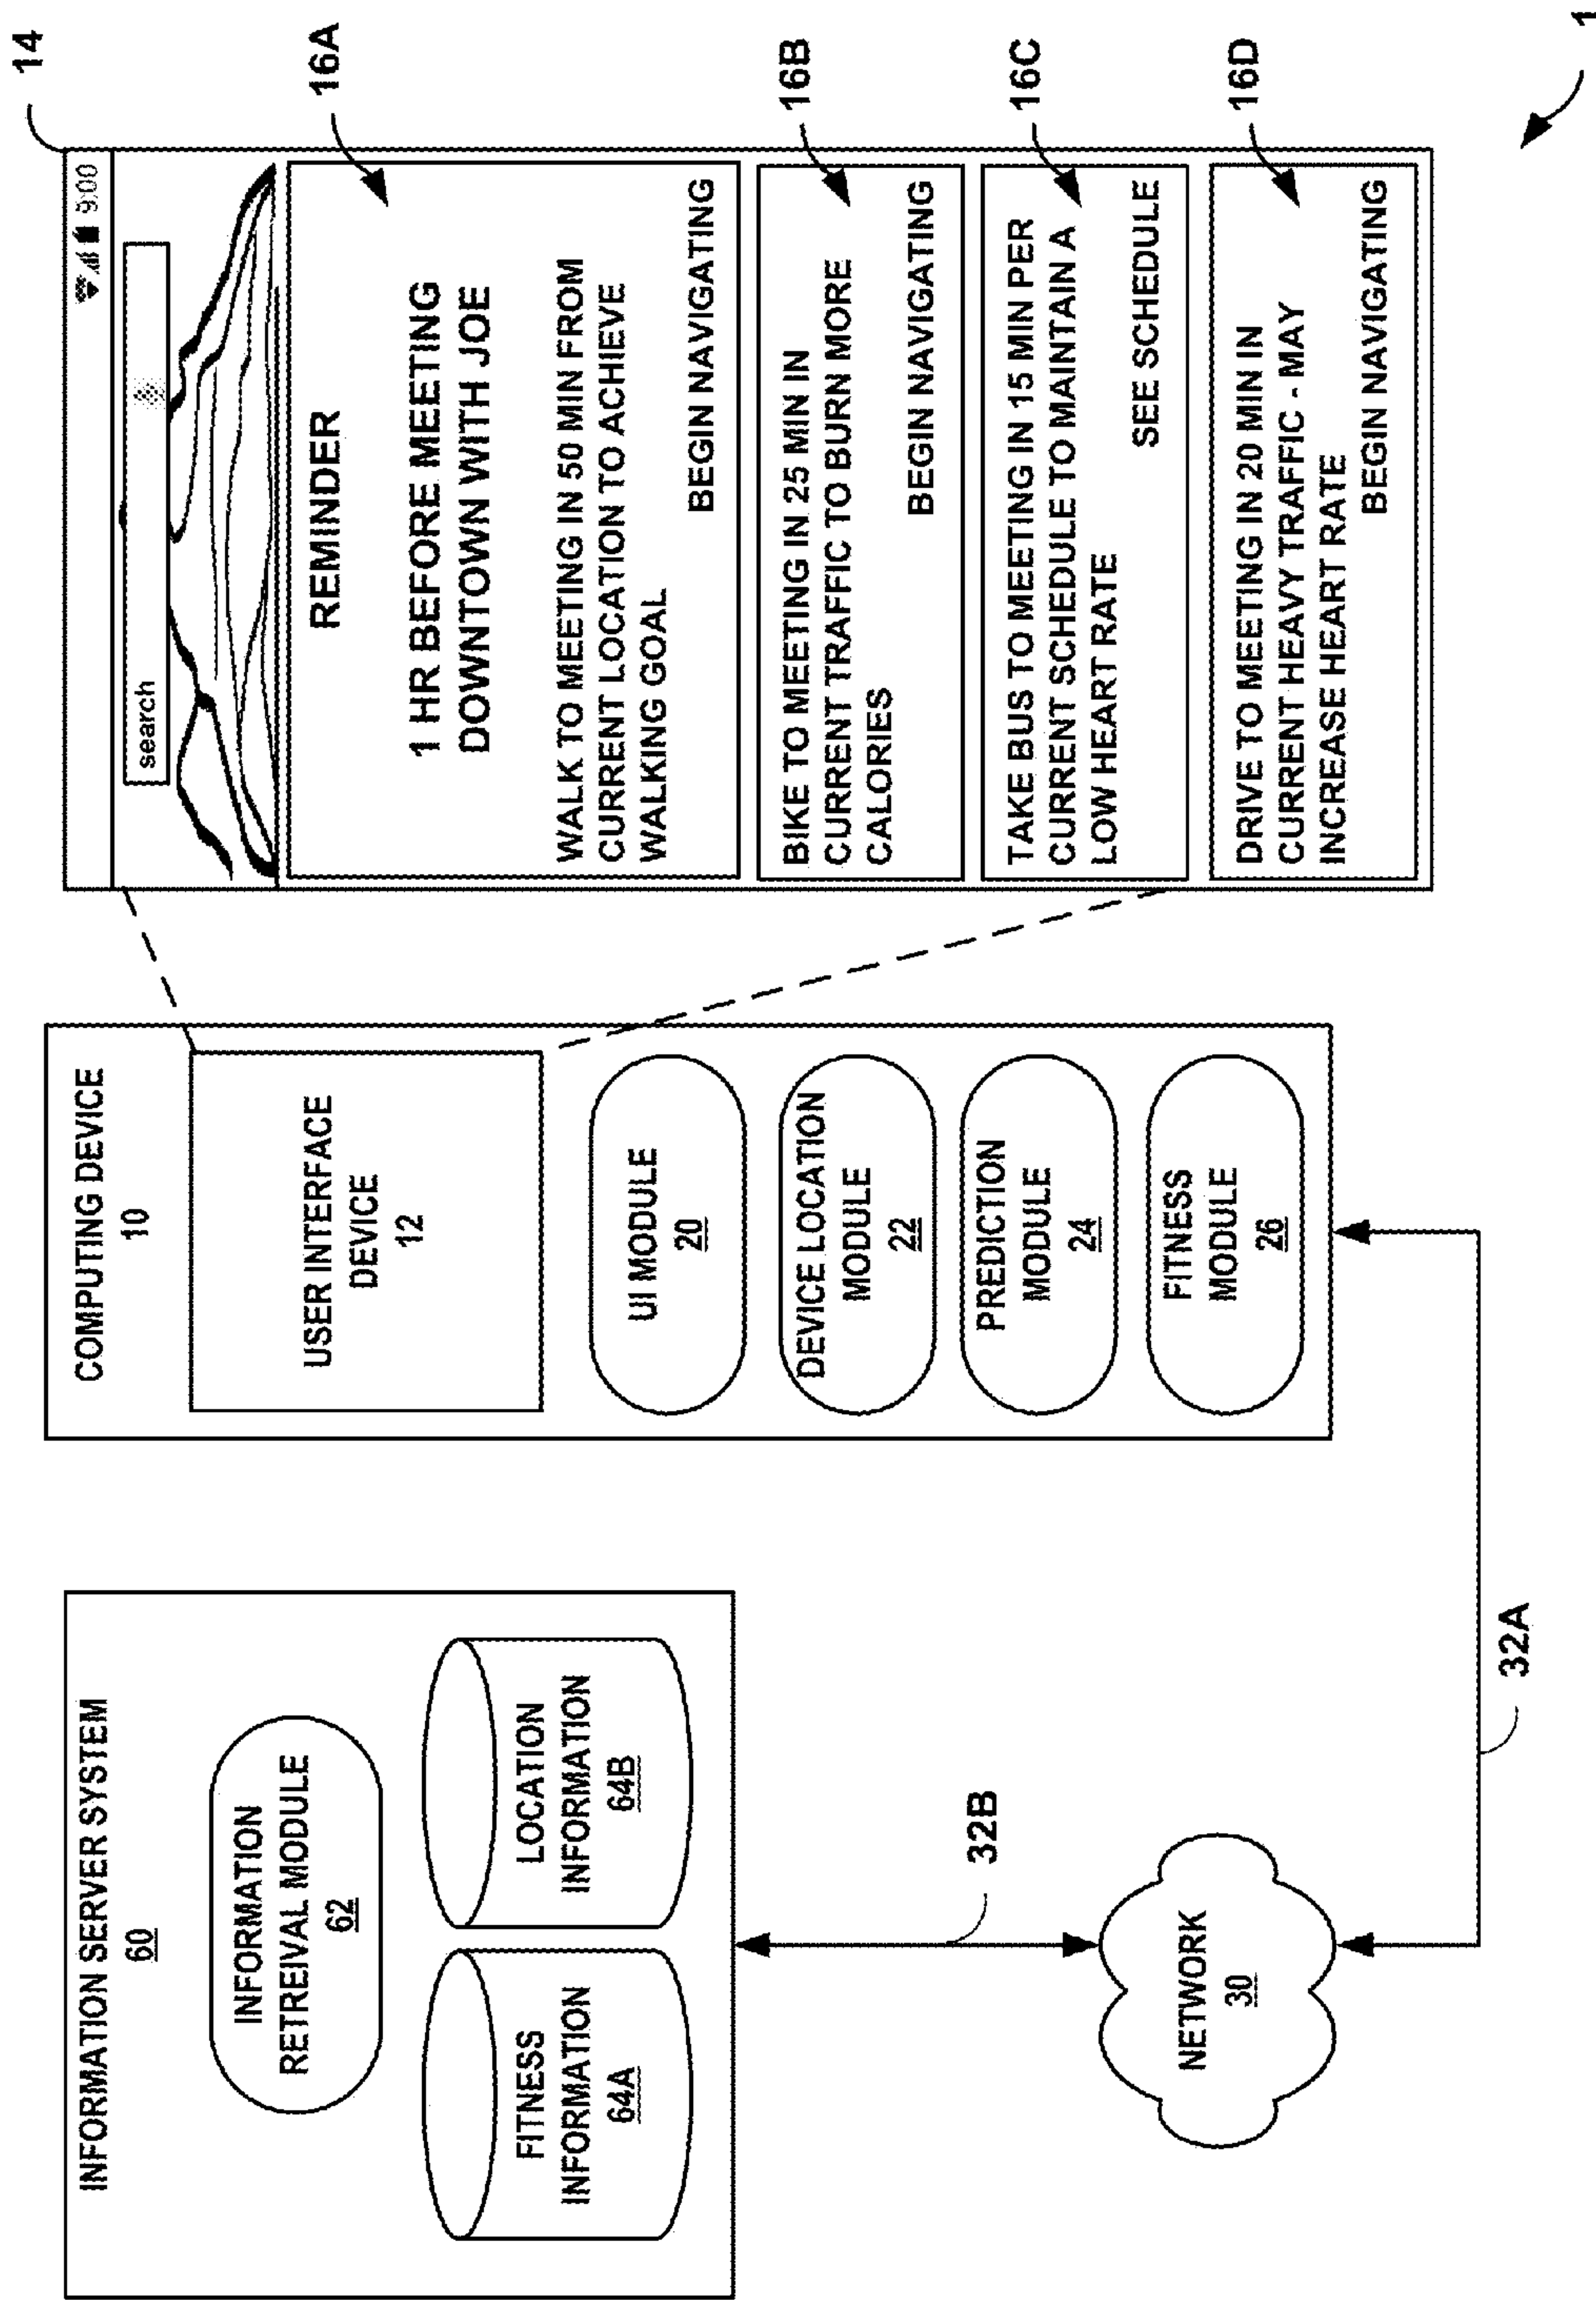 INFORMATION SERVER SYSTEM
60
INFORMATION
RETREIVAL MODULE
62
FITNESS
INFORMATION
64A
LOCATION
INFORMATION
64B
32B
NETWORK
30
32A
COMPUTING DEVICE
10
USER INTERFACE
DEVICE
12
UI MODULE
20
DEVICE LOCATION
MODULE
22
PREDICTION
MODULE
24
FITNESS
MODULE
26
14
9:00
search
16A
REMINDER
1 HR BEFORE MEETING
DOWNTOWN WITH JOE
WALK TO MEETING IN 50 MIN FROM
CURRENT LOCATION TO ACHIEVE
WALKING GOAL
BEGIN NAVIGATING
16B
BIKE TO MEETING IN 25 MIN IN
CURRENT TRAFFIC TO BURN MORE
CALORIES
BEGIN NAVIGATING
16C
TAKE BUS TO MEETING IN 15 MIN PER
CURRENT SCHEDULE TO MAINTAIN A
LOW HEART RATE
SEE SCHEDULE
16D
DRIVE TO MEETING IN 20 MIN IN
CURRENT HEAVY TRAFFIC - MAY
INCREASE HEART RATE
BEGIN NAVIGATING
1